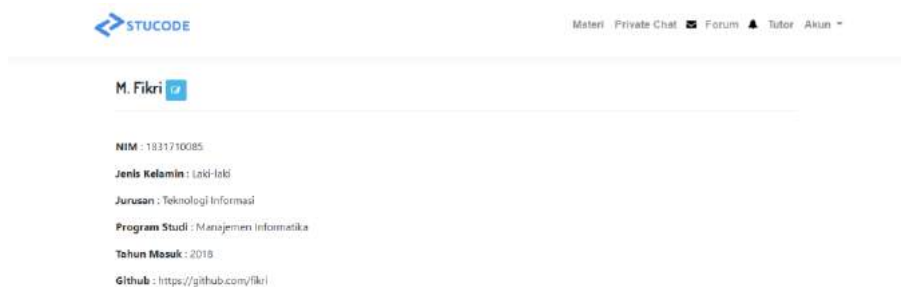 STUCODE
Materi Private Chat Forum Tutor Akun
M. Fikri
NIM : 1831710085
Jenis Kelamin : Laki-laki
Jurusan : Teknologi Informasi
Program Studi : Manajemen Informatika
Tahun Masuk : 2018
Github : https://github.com/fikri